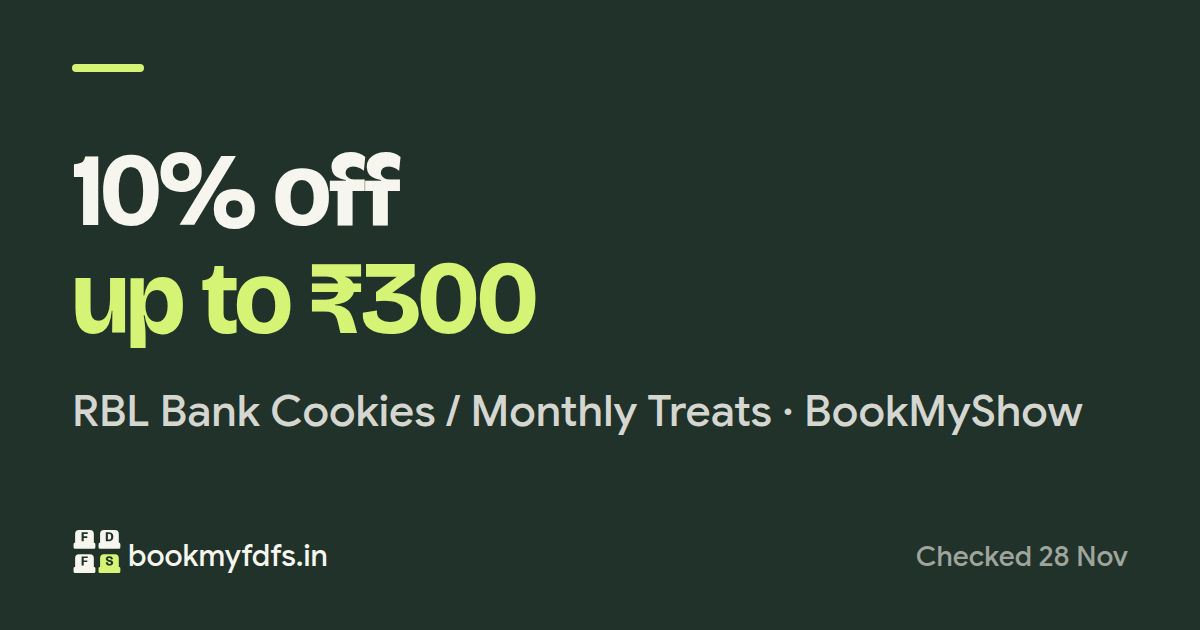 10% off
up to ₹300
RBL Bank Cookies / Monthly Treats · BookMyShow
F D
F S
bookmyfdfs.in
Checked 28 Nov